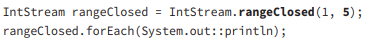 IntStream rangeClosed = IntStream.rangeClosed(1, 5);
rangeClosed.forEach(System.out::println);